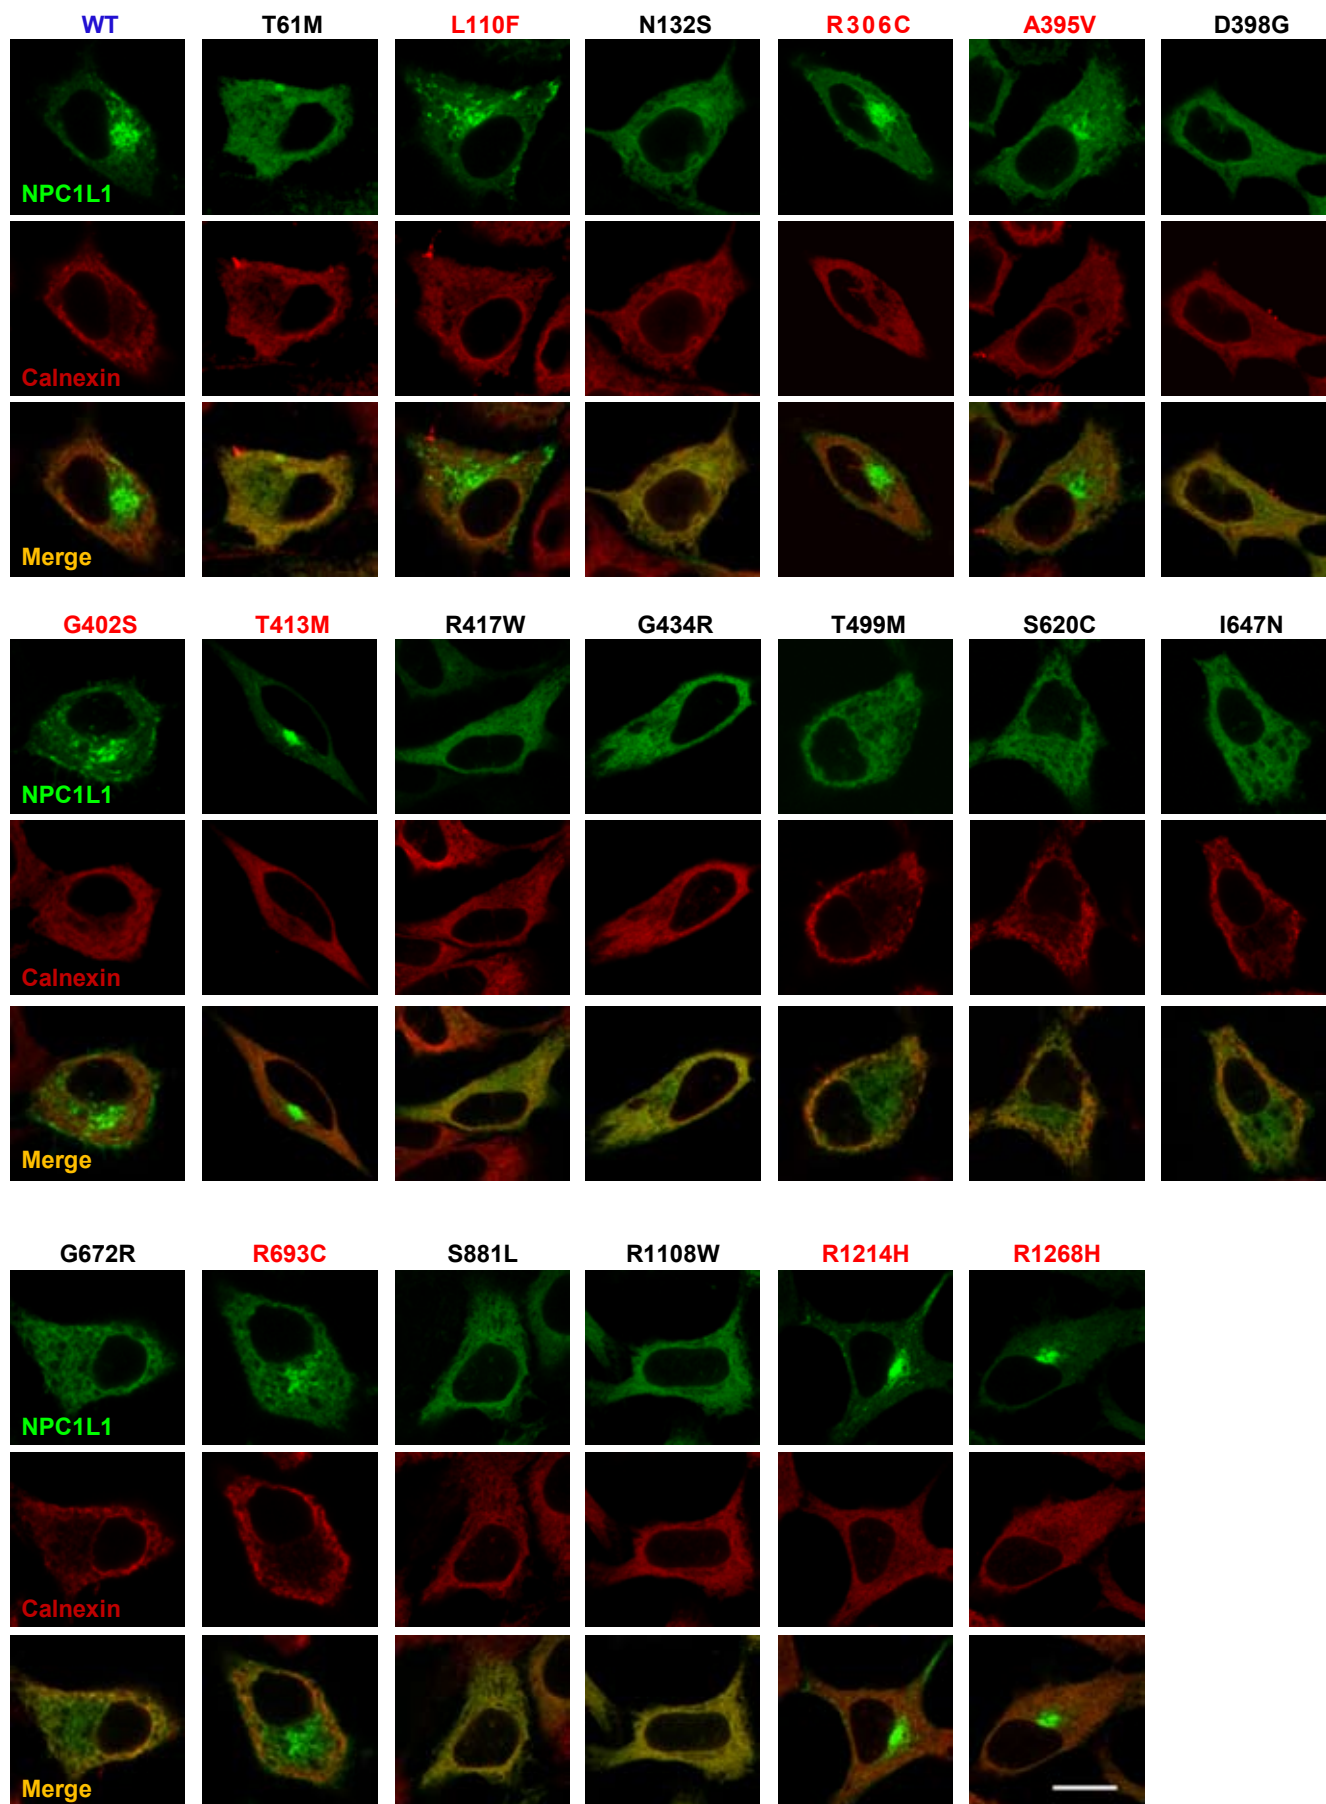 WT T61M L110F N132S R306C A395V D398G
NPC1L1
Calnexin
Merge
G402S T413M R417W G434R T499M S620C I647N
NPC1L1
Calnexin
Merge
G672R R693C S881L R1108W R1214H R1268H
NPC1L1
Calnexin
Merge